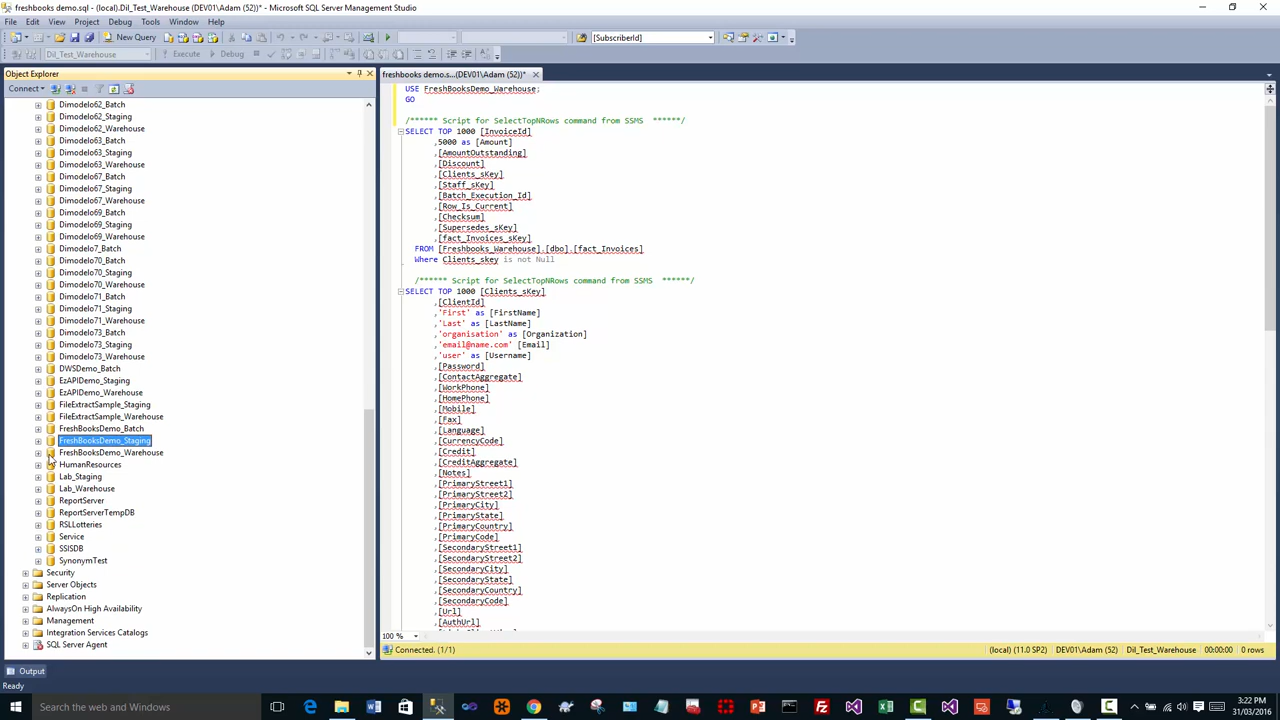 freshbooks demo.sql - (local).Dil_Test_Warehouse (DEV01\Adam (52))* - Microsoft SQL Server Management Studio
File Edit View Project Debug Tools Window Help
New Query [SubscriberId]
Dil_Test_Warehouse Execute Debug
Object Explorer
Connect
Dimodelo62_Batch
Dimodelo62_Staging
Dimodelo62_Warehouse
Dimodelo63_Batch
Dimodelo63_Staging
Dimodelo63_Warehouse
Dimodelo67_Batch
Dimodelo67_Staging
Dimodelo67_Warehouse
Dimodelo69_Batch
Dimodelo69_Staging
Dimodelo69_Warehouse
Dimodelo7_Batch
Dimodelo70_Batch
Dimodelo70_Staging
Dimodelo70_Warehouse
Dimodelo71_Batch
Dimodelo71_Staging
Dimodelo71_Warehouse
Dimodelo73_Batch
Dimodelo73_Staging
Dimodelo73_Warehouse
DWSDemo_Batch
EzAPIDemo_Staging
EzAPIDemo_Warehouse
FileExtractSample_Staging
FileExtractSample_Warehouse
FreshBooksDemo_Batch
FreshBooksDemo_Staging
FreshBooksDemo_Warehouse
HumanResources
Lab_Staging
Lab_Warehouse
ReportServer
ReportServerTempDB
RSLLotteries
Service
SSISDB
SynonymTest
Security
Server Objects
Replication
AlwaysOn High Availability
Management
Integration Services Catalogs
SQL Server Agent
freshbooks demo.s...(DEV01\Adam (52))*
USE FreshBooksDemo_Warehouse;
GO
/****** Script for SelectTopNRows command from SSMS ******/
SELECT TOP 1000 [InvoiceId]
,5000 as [Amount]
,[AmountOutstanding]
,[Discount]
,[Clients_sKey]
,[Staff_sKey]
,[Batch_Execution_Id]
,[Row_Is_Current]
,[Checksum]
,[Supersedes_sKey]
,[fact_Invoices_sKey]
FROM [Freshbooks_Warehouse].[dbo].[fact_Invoices]
Where Clients_skey is not Null
/****** Script for SelectTopNRows command from SSMS ******/
SELECT TOP 1000 [Clients_sKey]
,[ClientId]
,'First' as [FirstName]
,'Last' as [LastName]
,'organisation' as [Organization]
,'email@name.com' [Email]
,'user' as [Username]
,[Password]
,[ContactAggregate]
,[WorkPhone]
,[HomePhone]
,[Mobile]
,[Fax]
,[Language]
,[CurrencyCode]
,[Credit]
,[CreditAggregate]
,[Notes]
,[PrimaryStreet1]
,[PrimaryStreet2]
,[PrimaryCity]
,[PrimaryState]
,[PrimaryCountry]
,[PrimaryCode]
,[SecondaryStreet1]
,[SecondaryStreet2]
,[SecondaryCity]
,[SecondaryState]
,[SecondaryCountry]
,[SecondaryCode]
,[Url]
,[AuthUrl]
100 %
Connected. (1/1) (local) (11.0 SP2) DEV01\Adam (52) Dil_Test_Warehouse 00:00:00 0 rows
Output
Ready
Search the web and Windows
3:22 PM
31/03/2016